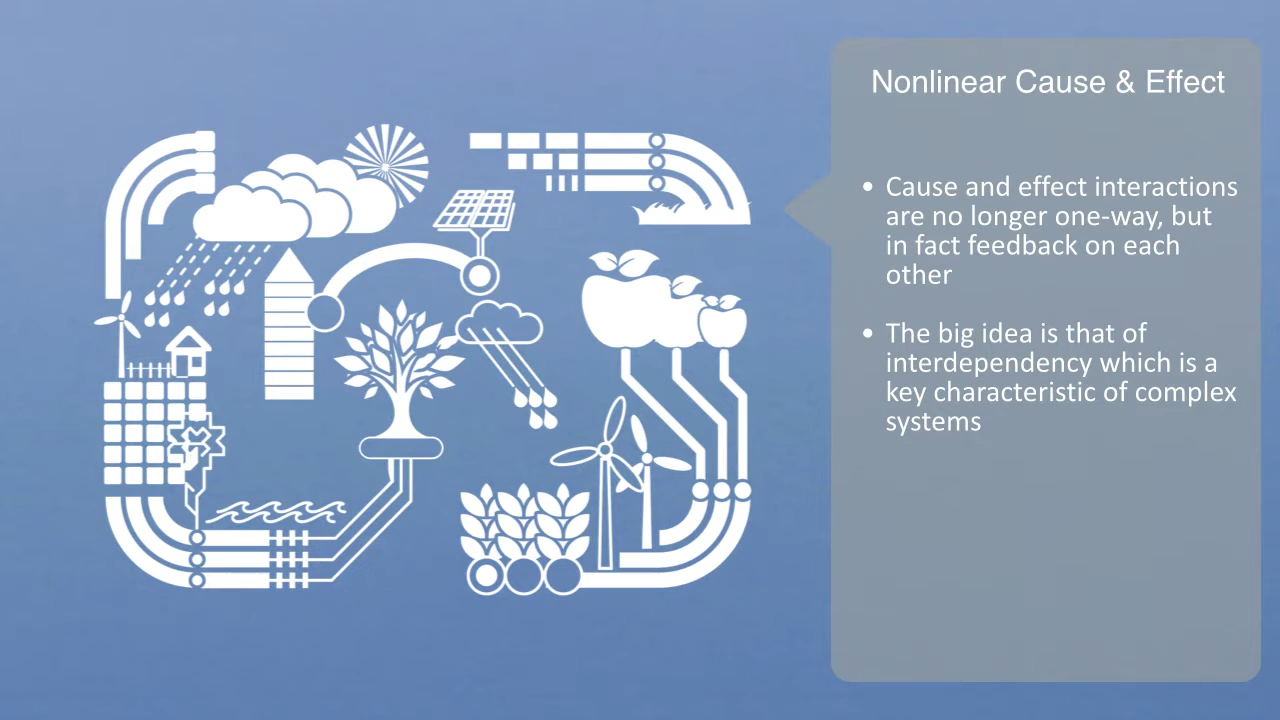 Nonlinear Cause & Effect
• Cause and effect interactions
are no longer one-way, but
in fact feedback on each
other
• The big idea is that of
interdependency which is a
key characteristic of complex
systems